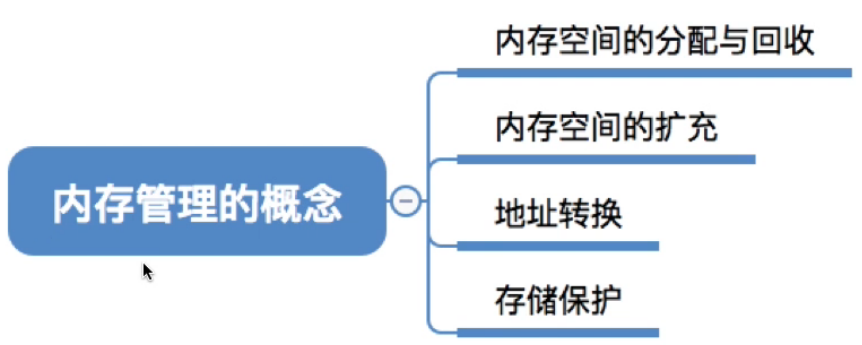 内存空间的分配与回收
内存空间的扩充
内存管理的概念
地址转换
存储保护